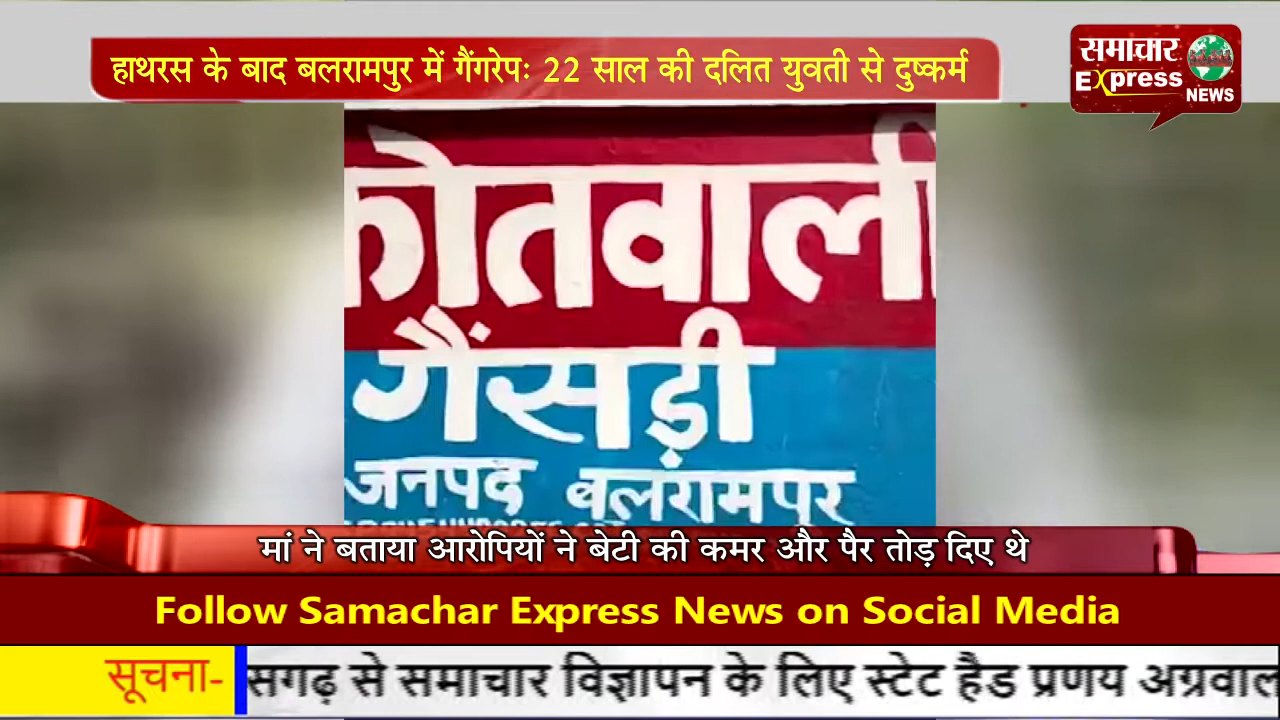 हाथरस के बाद बलरामपुर में गैंगरेपः 22 साल की दलित युवती से दुष्कर्म
समाचार
Express
NEWS
कोतवाली
गैंसड़ी
जनपद बलरामपुर
मां ने बताया आरोपियों ने बेटी की कमर और पैर तोड़ दिए थे
Follow Samachar Express News on Social Media
सूचना- सगढ़ से समाचार विज्ञापन के लिए स्टेट हैड प्रणय अग्रवाल